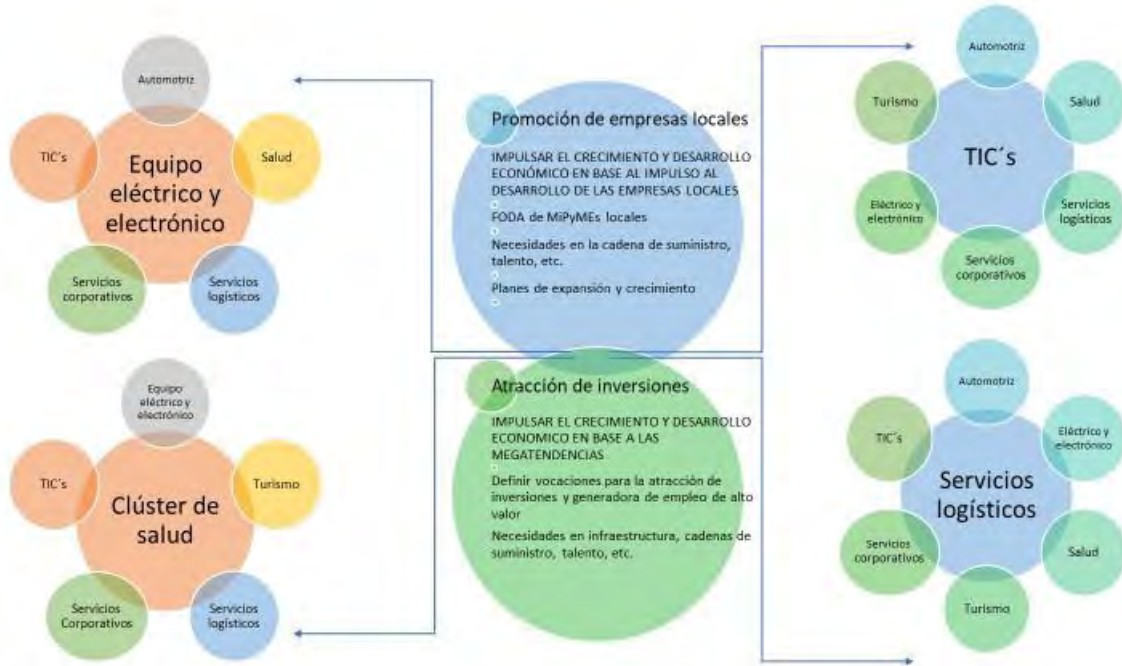 Automotriz
TIC´s
Equipo
eléctrico y
electrónico
Salud
Servicios
corporativos
Servicios
logísticos
Equipo
eléctrico y
electrónico
TIC´s
Clúster de
salud
Turismo
Servicios
Corporativos
Servicios
logísticos
Promoción de empresas locales
IMPULSAR EL CRECIMIENTO Y DESARROLLO
ECONÓMICO EN BASE AL IMPULSO AL
DESARROLLO DE LAS EMPRESAS LOCALES
FODA de MiPyMEs locales
Necesidades en la cadena de suministro,
talento, etc.
Planes de expansión y crecimiento
Atracción de inversiones
IMPULSAR EL CRECIMIENTO Y DESARROLLO
ECONOMICO EN BASE A LAS
MEGATENDENCIAS
Definir vocaciones para la atracción de
inversiones y generadora de empleo de alto
valor
Necesidades en infraestructura, cadenas de
suministro, talento, etc.
Automotriz
Turismo
Salud
TIC´s
Eléctrico y
electrónico
Servicios
logísticos
Servicios
corporativos
Automotriz
TIC´s
Eléctrico y
electrónico
Servicios
logísticos
Servicios
corporativos
Salud
Turismo